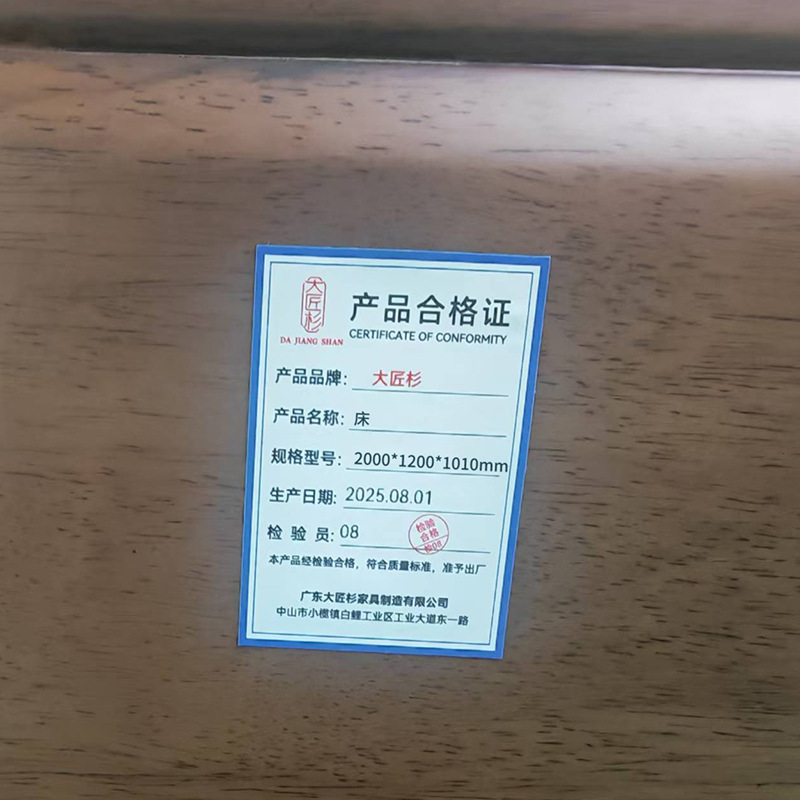 大匠杉
DA JIANG SHAN
产品合格证
CERTIFICATE OF CONFORMITY
产品品牌： 大匠杉
产品名称：床
规格型号： 2000*1200*1010mm
生产日期: 2025.08.01
检 验 员: 08
检验
合格
检08
本产品经检验合格，符合质量标准，准予出厂
广东大匠杉家具制造有限公司
中山市小榄镇白鲤工业区工业大道东一路